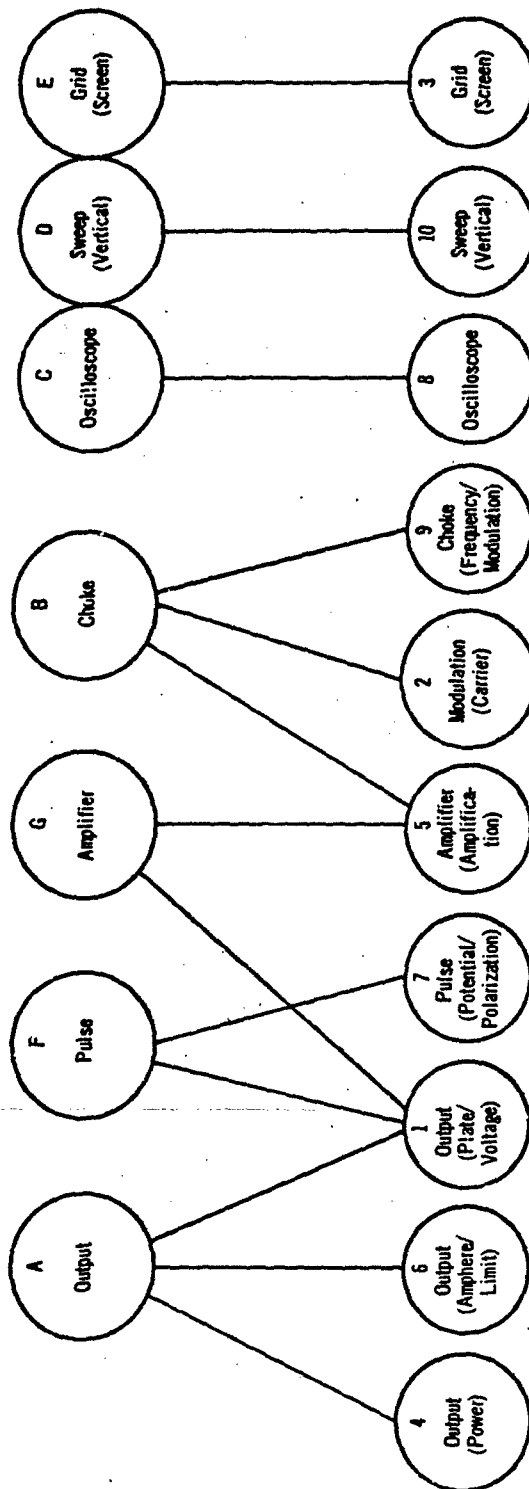 A
Output
F
Pulse
G
Amplifier
B
Choke
C
Oscilloscope
D
Sweep
(Vertical)
E
Grid
(Screen)
4
Output
(Power)
6
Output
(Amphere/
Limit)
1
Output
(Plate/
Voltage)
7
Pulse
(Potential/
Polarization)
5
Amplifier
(Amplifica-
tion)
2
Modulation
(Carrier)
9
Choke
(Frequency/
Modulation)
8
Oscilloscope
10
Sweep
(Vertical)
3
Grid
(Screen)